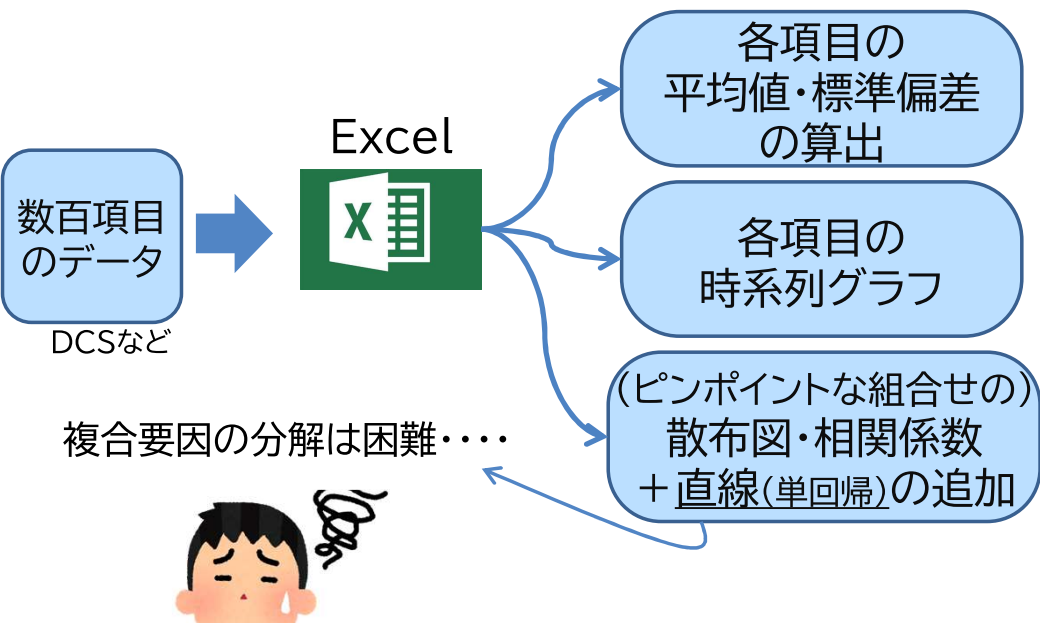 数百項目
のデータ
DCSなど
Excel
X
各項目の
平均値・標準偏差
の算出
各項目の
時系列グラフ
(ピンポイントな組合せの)
散布図・相関係数
＋直線(単回帰)の追加
複合要因の分解は困難・・・・